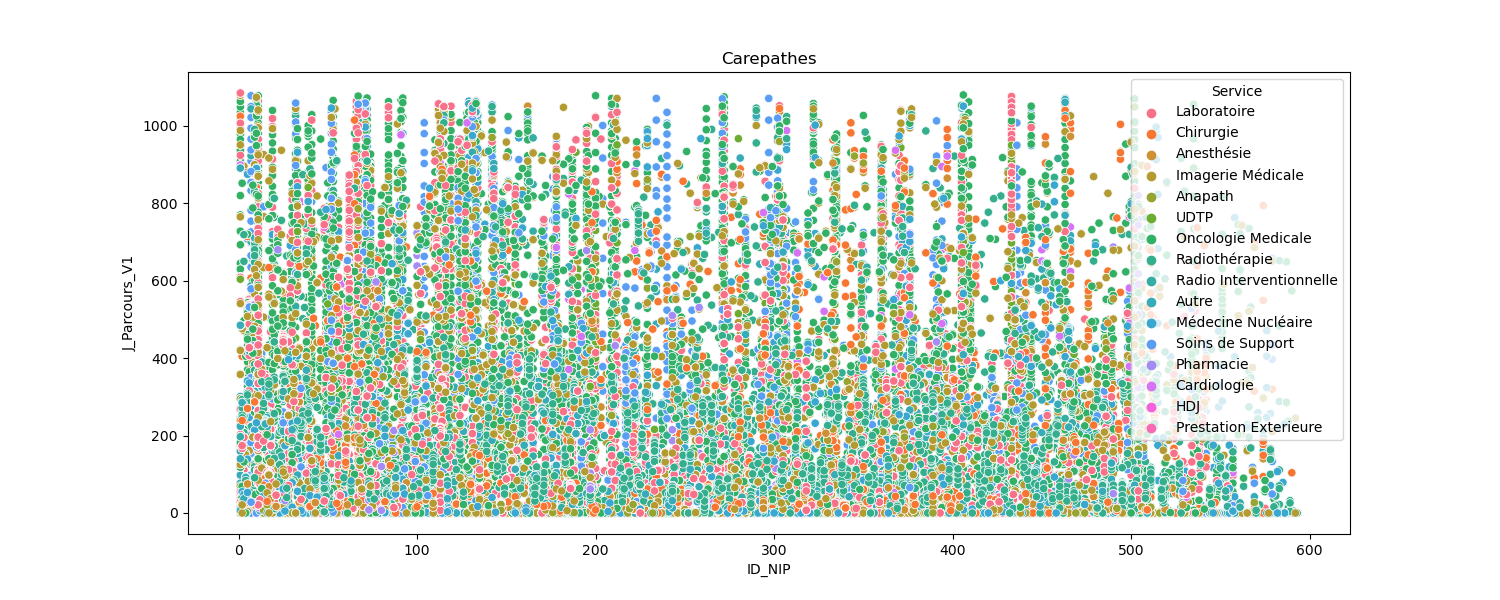 Carepathes
Service
Laboratoire
Chirurgie
Anesthésie
Imagerie Médicale
Anapath
UDTP
Oncologie Medicale
Radiothérapie
Radio Interventionnelle
Autre
Médecine Nucléaire
Soins de Support
Pharmacie
Cardiologie
HDJ
Prestation Exterieure
J_Parcours_V1
1000
800
600
400
200
0
0 100 200 300 400 500 600
ID_NIP